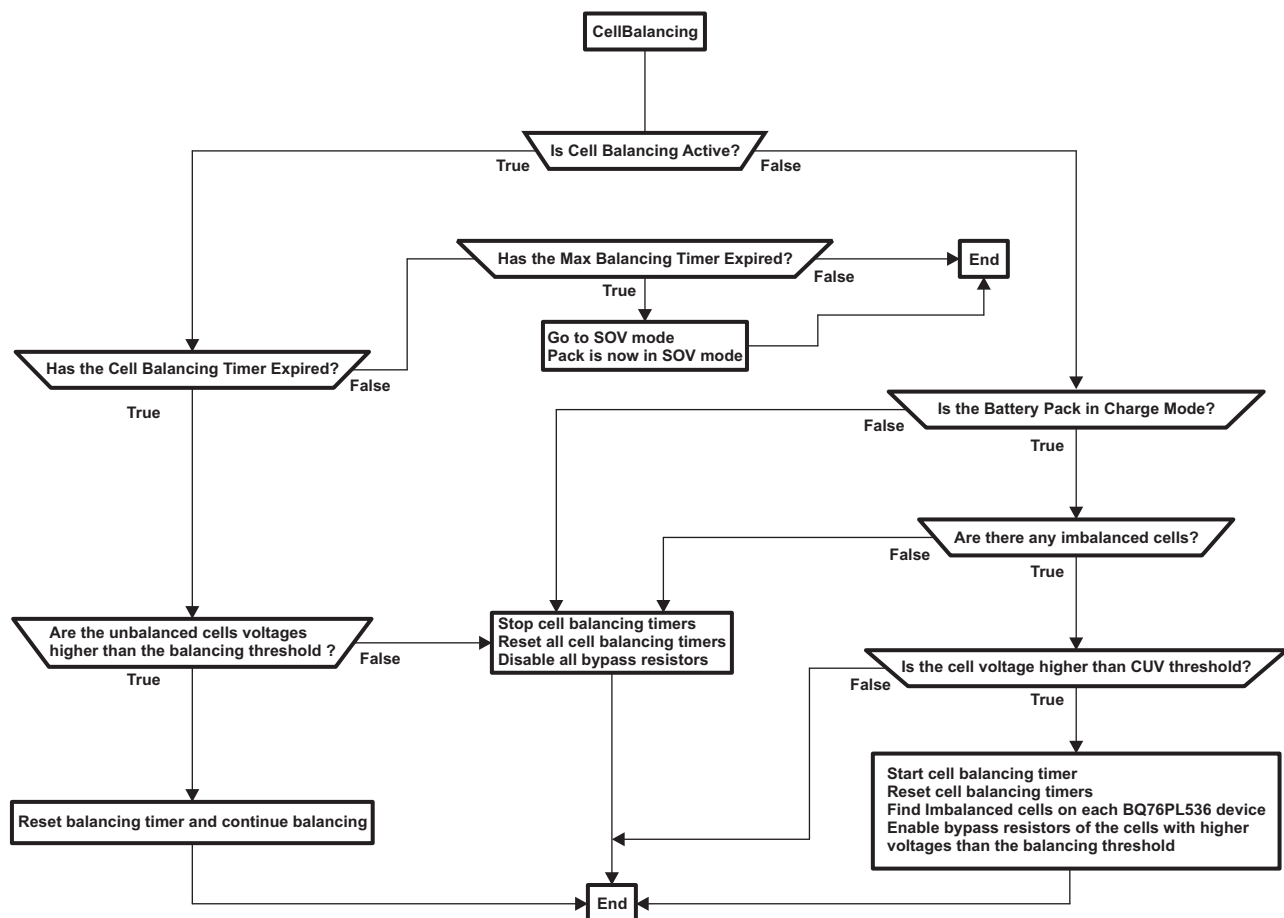 CellBalancing
Is Cell Balancing Active?
True
False
Has the Max Balancing Timer Expired?
False
End
True
Go to SOV mode
Pack is now in SOV mode
Has the Cell Balancing Timer Expired?
False
True
Is the Battery Pack in Charge Mode?
False
True
Are there any imbalanced cells?
False
True
Are the unbalanced cells voltages
higher than the balancing threshold ?
False
True
Stop cell balancing timers
Reset all cell balancing timers
Disable all bypass resistors
Is the cell voltage higher than CUV threshold?
False
True
Start cell balancing timer
Reset cell balancing timers
Find Imbalanced cells on each BQ76PL536 device
Enable bypass resistors of the cells with higher
voltages than the balancing threshold
Reset balancing timer and continue balancing
End